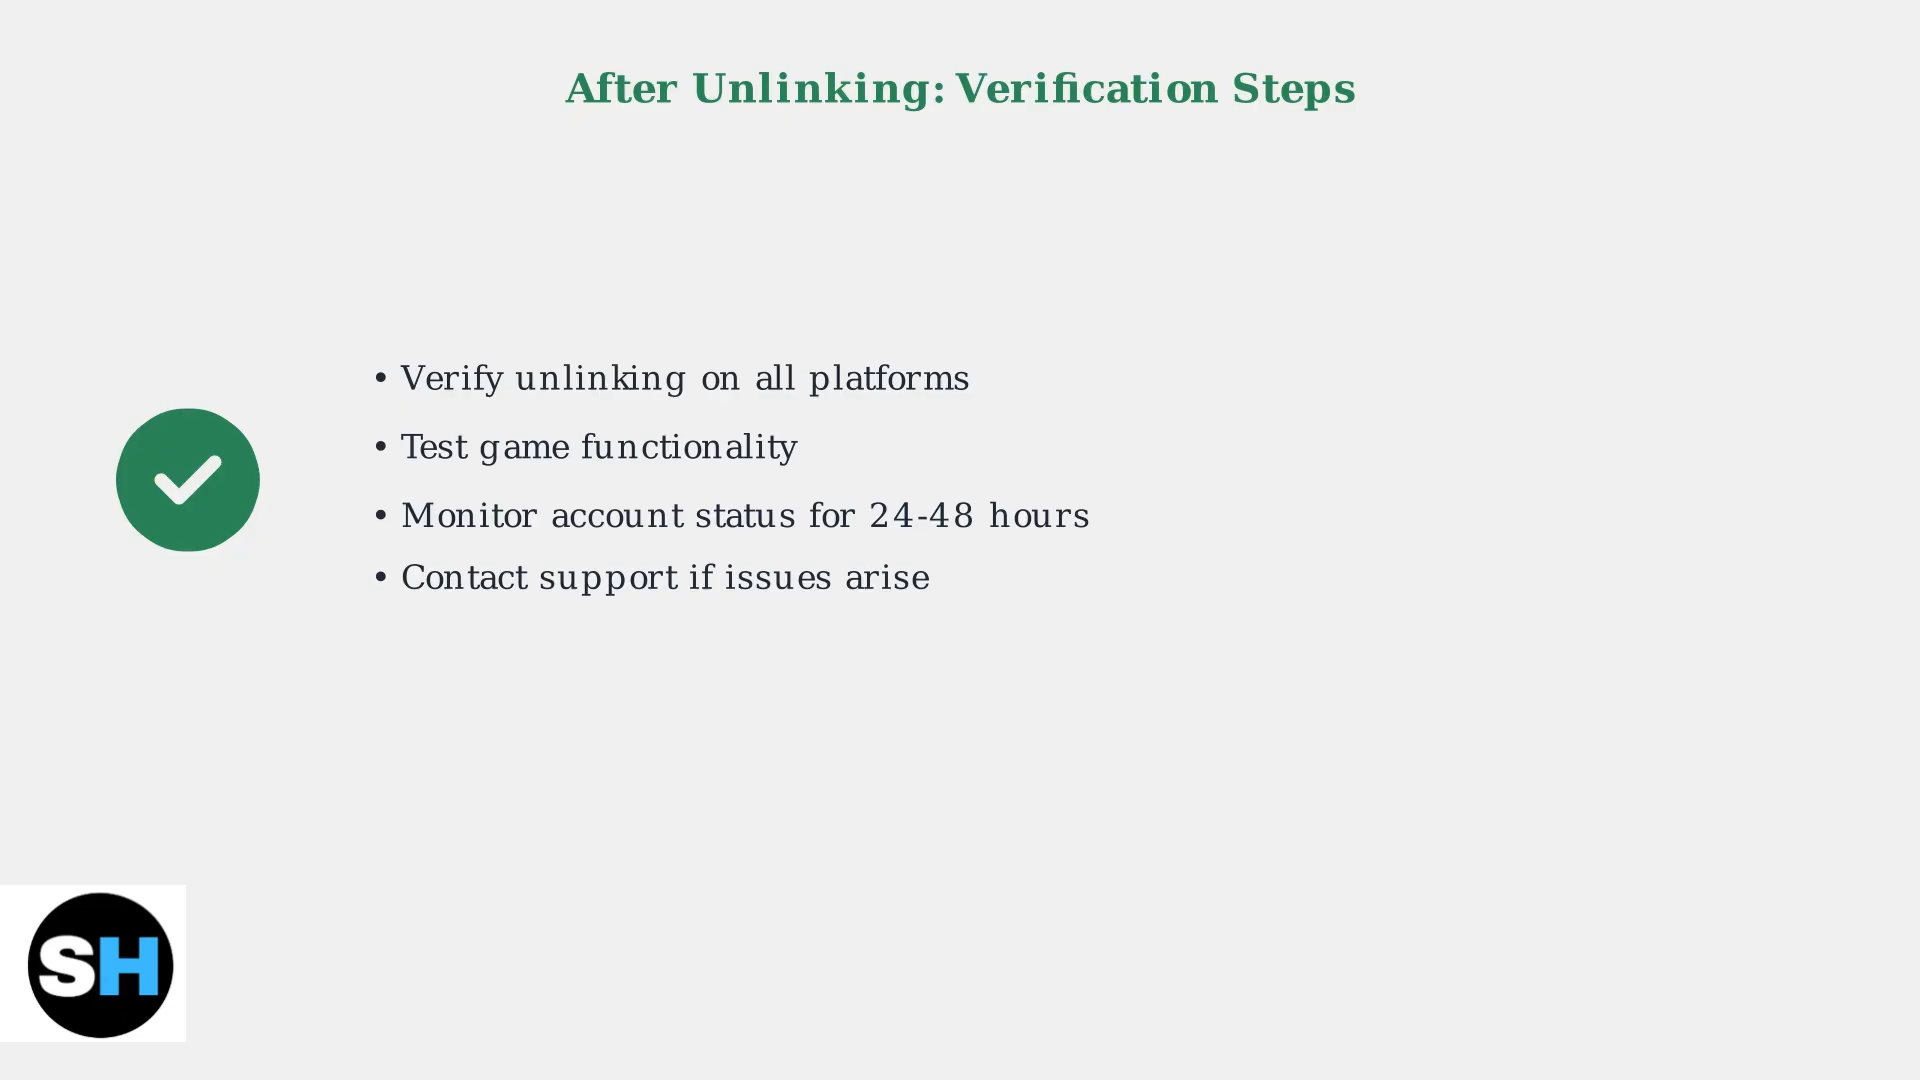 After Unlinking: Verification Steps
• Verify unlinking on all platforms
• Test game functionality
• Monitor account status for 24-48 hours
• Contact support if issues arise
SH